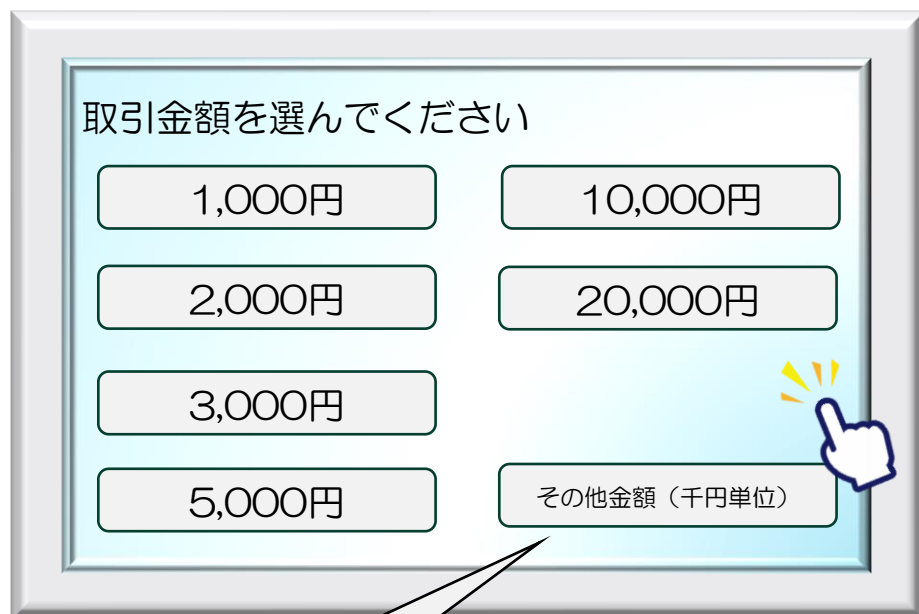 取引金額を選んでください
1,000円
10,000円
2,000円
20,000円
3,000円
5,000円
その他金額（千円単位）